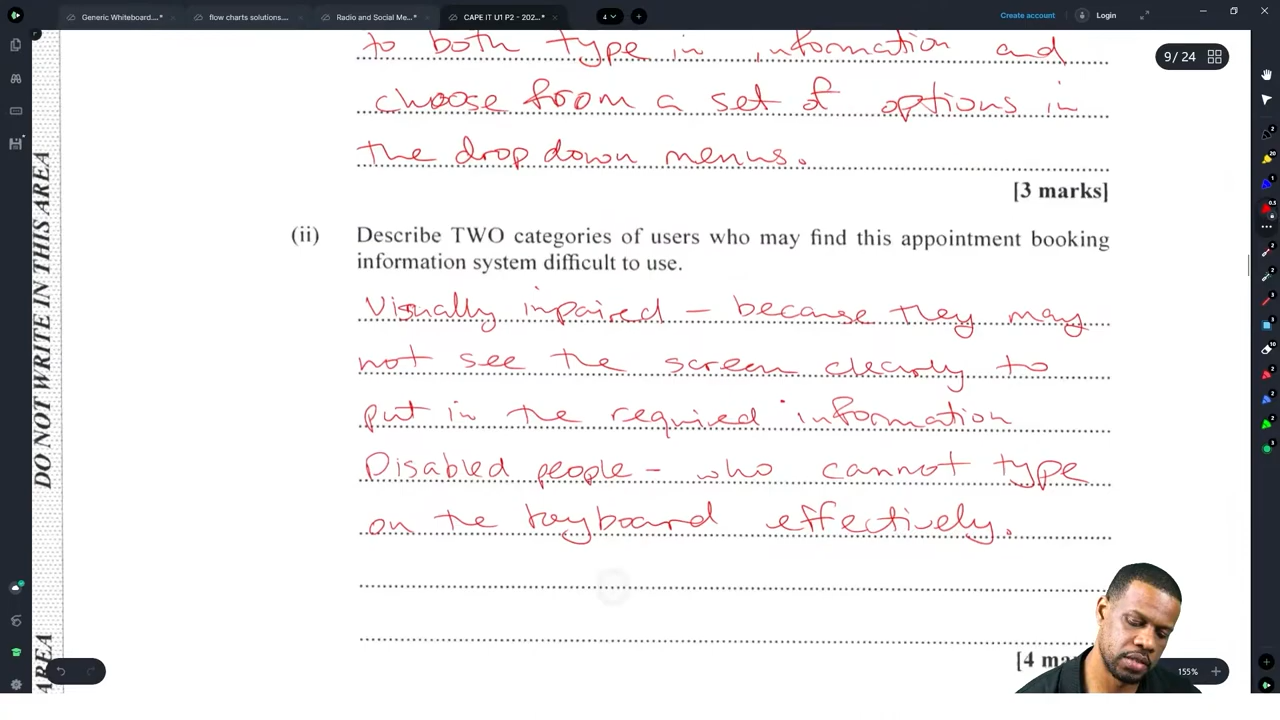 Generic Whiteboard....*
flow charts solutions....
Radio and Social Me...*
CAPE IT U1 P2 - 202...*
4
Create account
Login
to both type in information and
9/ 24
choose from a set of options in
the drop down menus.
[3 marks]
(ii) Describe TWO categories of users who may find this appointment booking
information system difficult to use.
Visually impaired – because they may
not see the screen clearly to
put in the required information
Disabled people – who cannot type
on the keyboard effectively.
[4 ma
155%
DO NOT WRITE IN THIS AREA
AREA